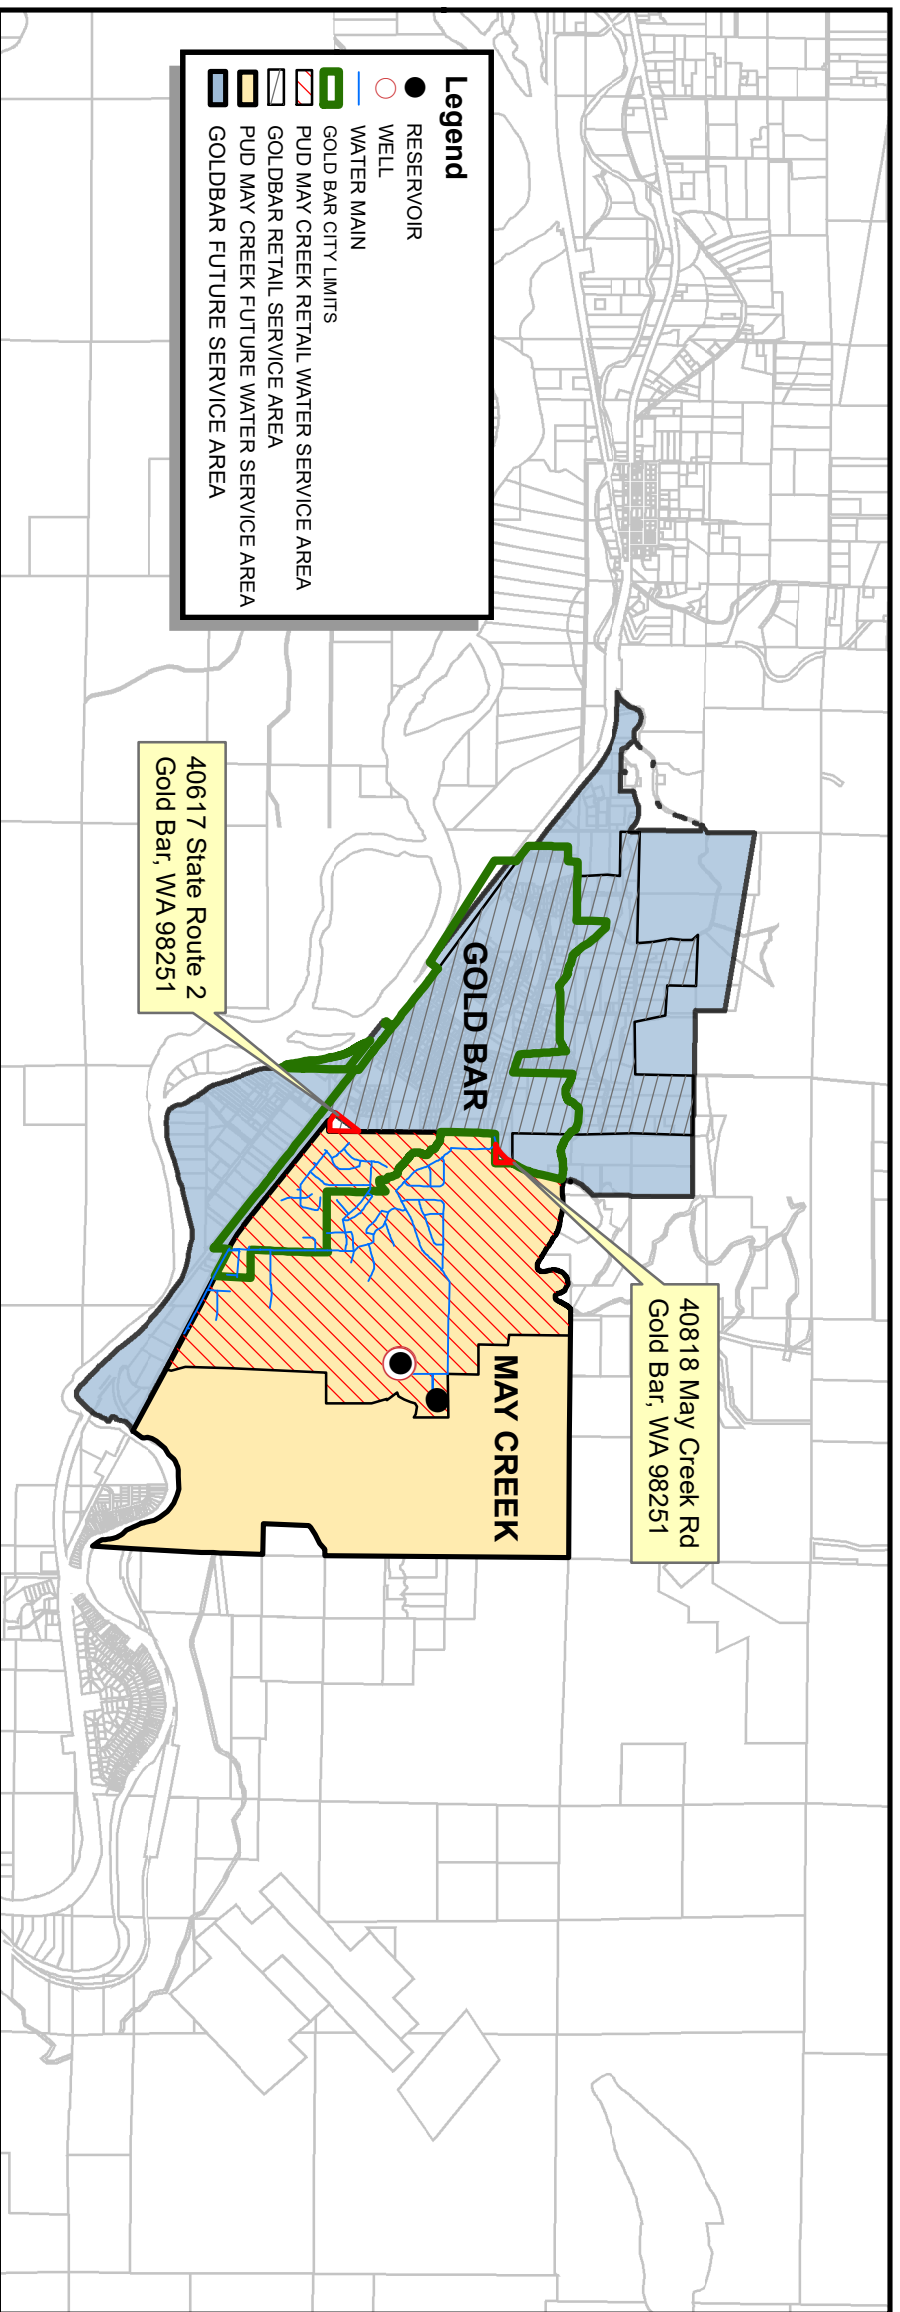 Legend
RESERVOIR
WELL
WATER MAIN
GOLD BAR CITY LIMITS
PUD MAY CREEK RETAIL WATER SERVICE AREA
GOLDBAR RETAIL SERVICE AREA
PUD MAY CREEK FUTURE WATER SERVICE AREA
GOLDBAR FUTURE SERVICE AREA
40818 May Creek Rd
Gold Bar, WA 98251
MAY CREEK
GOLD BAR
40617 State Route 2
Gold Bar, WA 98251